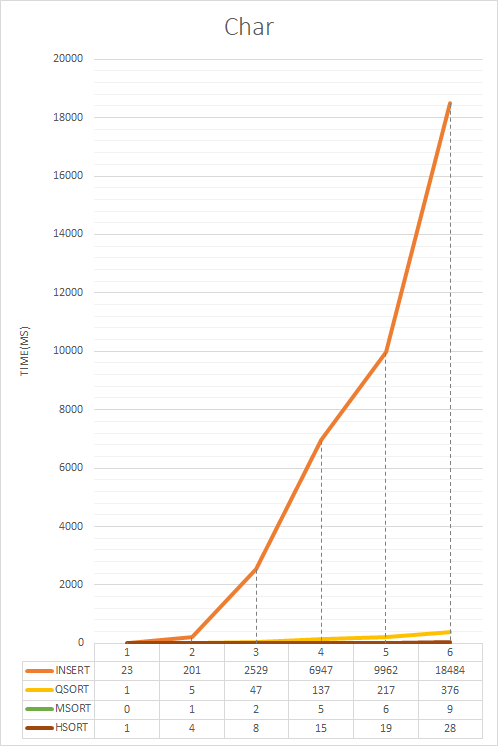 Char
20000
18000
16000
14000
12000
10000
8000
6000
4000
2000
0
TIME(MS)
1 2 3 4 5 6
INSERT 23 201 2529 6947 9962 18484
QSORT 1 5 47 137 217 376
MSORT 0 1 2 5 6 9
HSORT 1 4 8 15 19 28